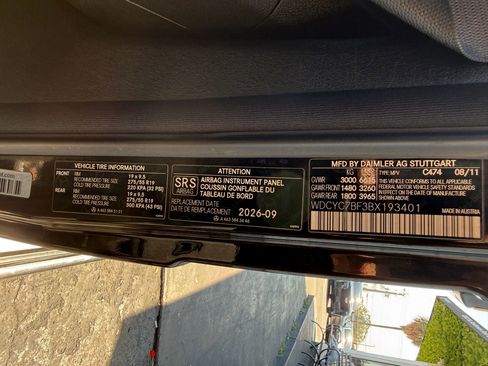 VEHICLE TIRE INFORMATION
FRONT
RIM
19 x 9.5
RECOMMENDED TIRE SIZE
275/55 R19
COLD TIRE PRESSURE
220 KPA (32 PSI)
REAR
RIM
19 x 9.5
RECOMMENDED TIRE SIZE
275/55 R19
COLD TIRE PRESSURE
300 KPA (43 PSI)
ATTENTION
SRS
AIRBAG
AIRBAG INSTRUMENT PANEL
COUSSIN GONFLABLE DU
TABLEAU DE BORD
REPLACEMENT DATE
DATE DE REMPLACEMENT
2026-09
MFD BY DAIMLER AG STUTTGART
KG
TYPE: MPV
C474
08/11
GVWR
3000 6615
GAWR FRONT
1480 3260
GAWR REAR
1800 3965
THIS VEHICLE CONFORMS TO ALL APPLICABLE
FEDERAL MOTOR VEHICLE SAFETY STANDARDS
IN EFFECT ON THE DATE OF
MANUFACTURE SHOWN ABOVE.
WDCYC7BF3BX193401
MADE IN AUSTRIA